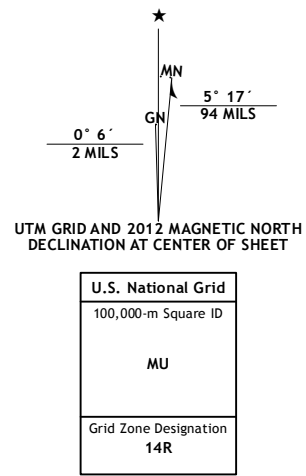 ★
MN
GN
5° 17´
94 MILS
0° 6´
2 MILS
UTM GRID AND 2012 MAGNETIC NORTH
DECLINATION AT CENTER OF SHEET
U.S. National Grid
100,000-m Square ID
MU
Grid Zone Designation
14R